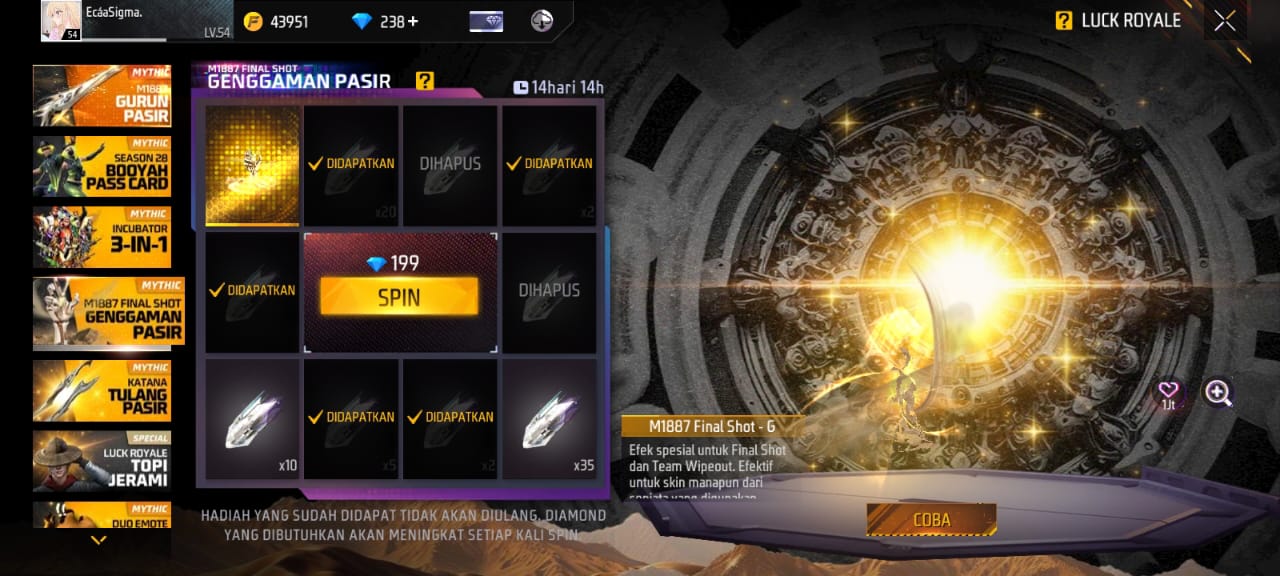 EcáaSigma.
54
LV.54
43951
238+
LUCK ROYALE
MYTHIC
M1887
GURUN
PASIR
MYTHIC
SEASON 28
BOOYAH
PASS CARD
MYTHIC
INCUBATOR
3-IN-1
MYTHIC
M1887 FINAL SHOT
GENGGAMAN
PASIR
MYTHIC
KATANA
TULANG
PASIR
SPECIAL
LUCK ROYALE
TOPI
JERAMI
MYTHIC
DUO EMOTE
M1887 FINAL SHOT
GENGGAMAN PASIR
14hari 14h
DIDAPATKAN
x20
DIHAPUS
DIDAPATKAN
x2
DIDAPATKAN
199
SPIN
DIHAPUS
x10
DIDAPATKAN
x5
DIDAPATKAN
x2
x35
HADIAH YANG SUDAH DIDAPAT TIDAK AKAN DIULANG, DIAMOND
YANG DIBUTUHKAN AKAN MENINGKAT SETIAP KALI SPIN.
M1887 Final Shot - G
Efek spesial untuk Final Shot
dan Team Wipeout. Efektif
untuk skin manapun dari
senjata yang digunakan
1Jt
COBA